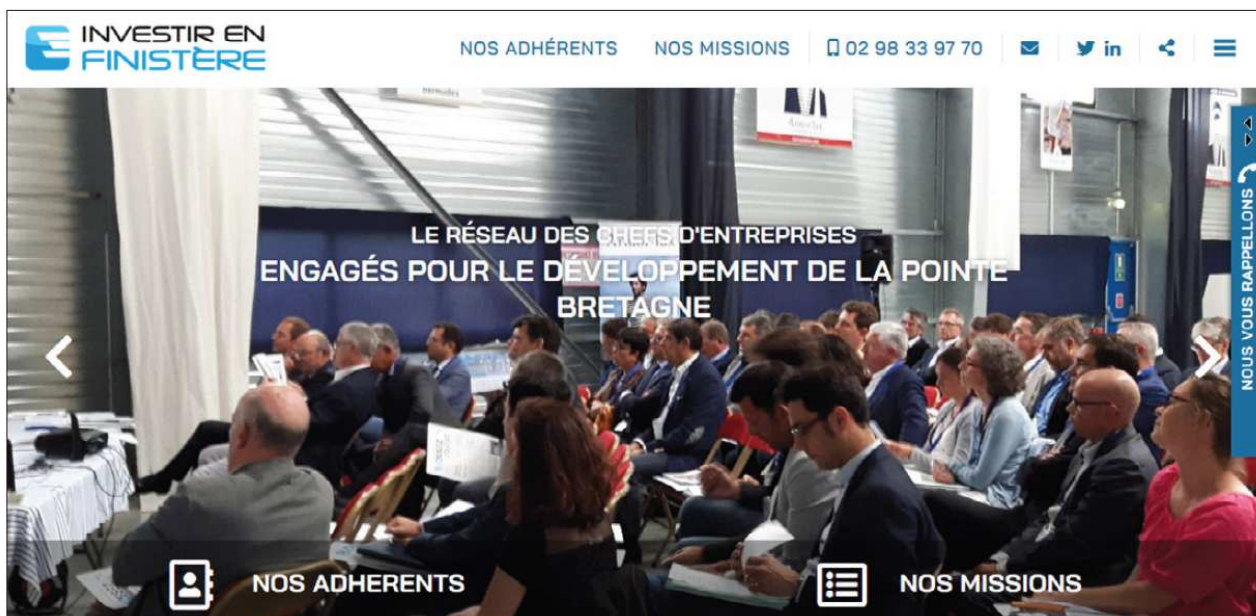 INVESTIR EN
FINISTÈRE
NOS ADHÉRENTS
NOS MISSIONS
02 98 33 97 70
NOUS VOUS RAPPELLONS
LE RÉSEAU DES CHEFS D'ENTREPRISES
ENGAGÉS POUR LE DÉVELOPPEMENT DE LA POINTE
BRETAGNE
NOS ADHERENTS
NOS MISSIONS